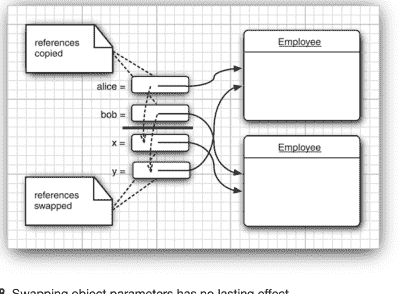 references
copied
Employee
alice =
bob =
x =
y =
Employee
references
swapped
8 Swapping object parameters has no lasting effect